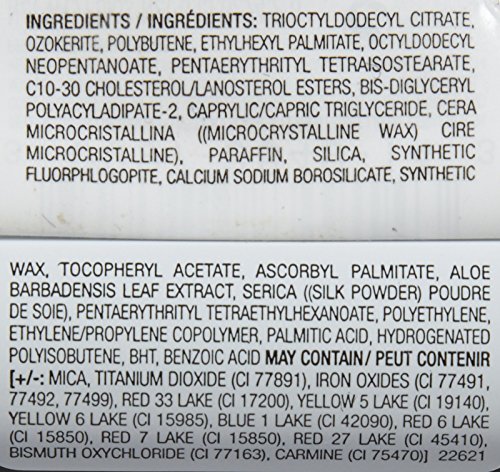 INGREDIENTS / INGRÉDIENTS: TRIOCTYLDODECYL CITRATE,
OZOKERITE, POLYBUTENE, ETHYLHEXYL PALMITATE, OCTYLDODECYL
NEOPENTANOATE, PENTAERYTHRITYL TETRAISOSTEARATE,
C10-30 CHOLESTEROL/LANOSTEROL ESTERS, BIS-DIGLYCERYL
POLYACYLADIPATE-2, CAPRYLIC/CAPRIC TRIGLYCERIDE, CERA
MICROCRISTALLINA ((MICROCRYSTALLINE WAX) CIRE
MICROCRISTALLINE), PARAFFIN, SILICA, SYNTHETIC
FLUORPHLOGOPITE, CALCIUM SODIUM BOROSILICATE, SYNTHETIC
WAX, TOCOPHERYL ACETATE, ASCORBYL PALMITATE, ALOE
BARBADENSIS LEAF EXTRACT, SERICA ((SILK POWDER) POUDRE
DE SOIE), PENTAERYTHRITYL TETRAETHYLHEXANOATE, POLYETHYLENE,
ETHYLENE/PROPYLENE COPOLYMER, PALMITIC ACID, HYDROGENATED
POLYISOBUTENE, BHT, BENZOIC ACID MAY CONTAIN/ PEUT CONTENIR
[+/-: MICA, TITANIUM DIOXIDE (CI 77891), IRON OXIDES (CI 77491,
77492, 77499), RED 33 LAKE (CI 17200), YELLOW 5 LAKE (CI 19140),
YELLOW 6 LAKE (CI 15985), BLUE 1 LAKE (CI 42090), RED 6 LAKE
(CI 15850), RED 7 LAKE (CI 15850), RED 27 LAKE (CI 45410),
BISMUTH OXYCHLORIDE (CI 77163), CARMINE (CI 75470)] 22621